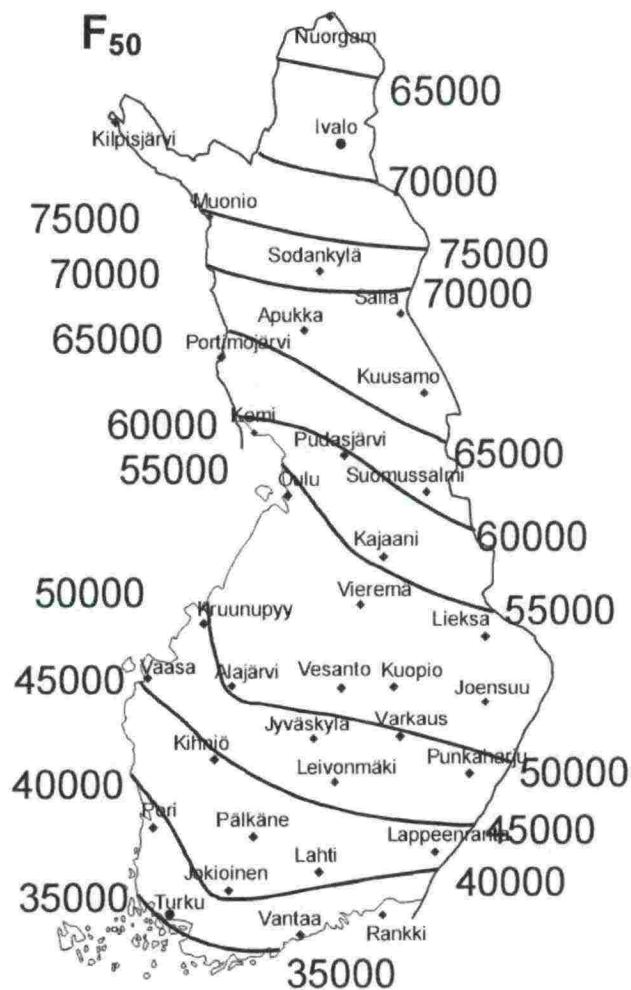 F50
Nuorgam
65000
Ivalo
Kilpisjärvi
70000
Muonio
75000
75000
Sodankylä
70000
70000
Salla
Apukka
65000
Portimojärvi
Kuusamo
Kemi
60000
Pudasjärvi
65000
55000
Oulu
Suomussalmi
60000
Kajaani
Vieremä
50000
Kruunupyy
55000
Lieksa
Vaasa
45000
Alajärvi
Vesanto
Kuopio
Joensuu
Jyväskylä
Varkaus
Kihniö
Punkaharju
50000
40000
Leivonmäki
Pori
Pälkäne
Lappeenranta
45000
Lahti
Jokioinen
40000
35000
Turku
Vantaa
Rankki
35000